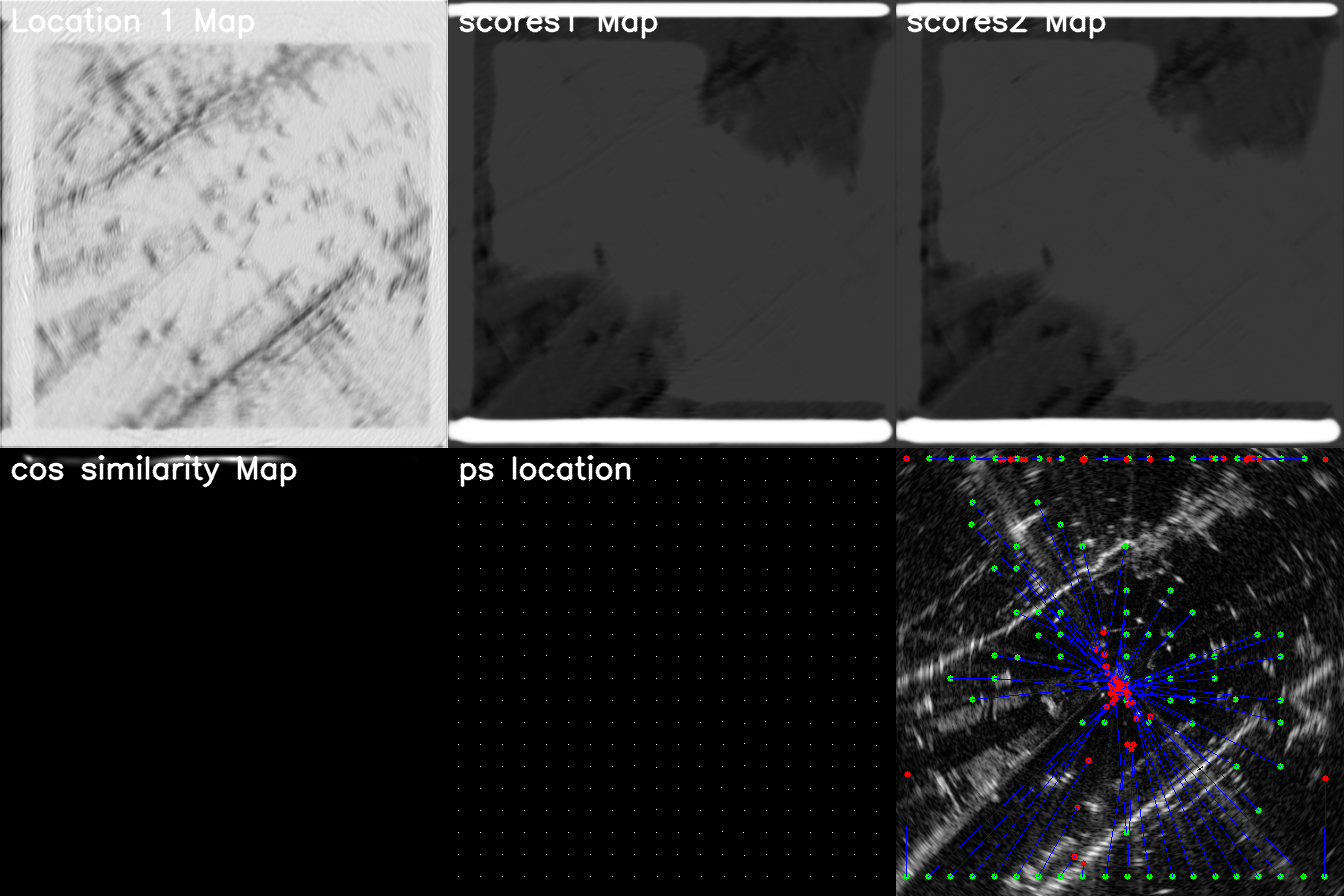 Location 1 Map
scores1 Map
scores2 Map
cos similarity Map
ps location